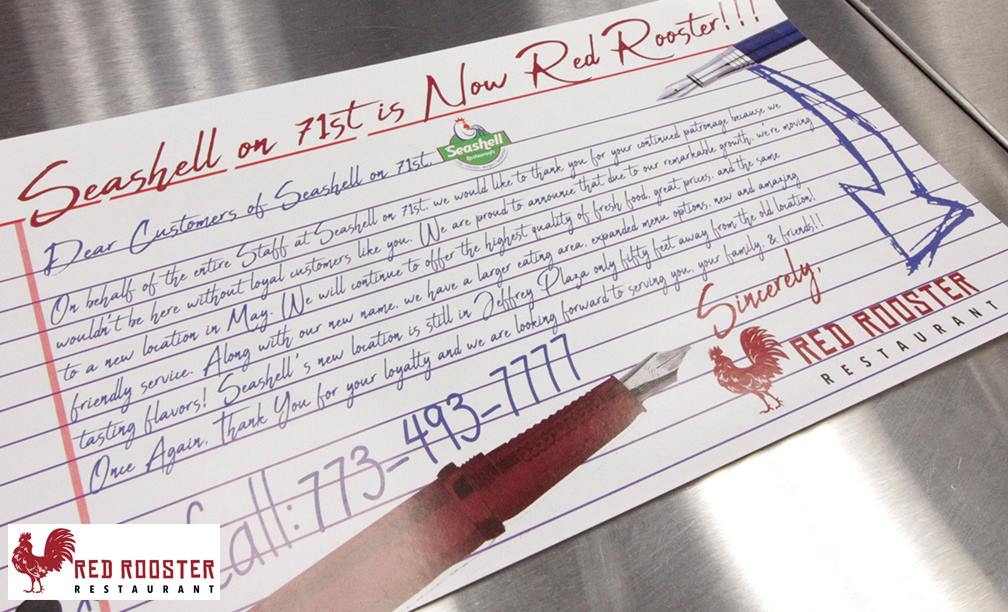 Seashell on 71st is Now Red Rooster!!!
Dear Customers of Seashell on 71st,
Seashell
Restaurants
On behalf of the entire Staff at Seashell on 71st, we would like to thank you for your continued patronage because we
wouldn't be here without loyal customers like you. We are proud to announce that due to our remarkable growth, we're moving
to a new location in May. We will continue to offer the highest quality of fresh food, great prices, and the same
friendly service. Along with our new name, we have a larger eating area, expanded menu options, new and amazing
tasting flavors! Seashell's new location is still in Jeffrey Plaza only fifty feet away from the old location!
Once Again, Thank You for your loyalty and we are looking forward to serving you, your family, & friends!!
Sincerely,
RED ROOSTER
RESTAURANT
Call: 773-493-7777
RED ROOSTER
RESTAURANT